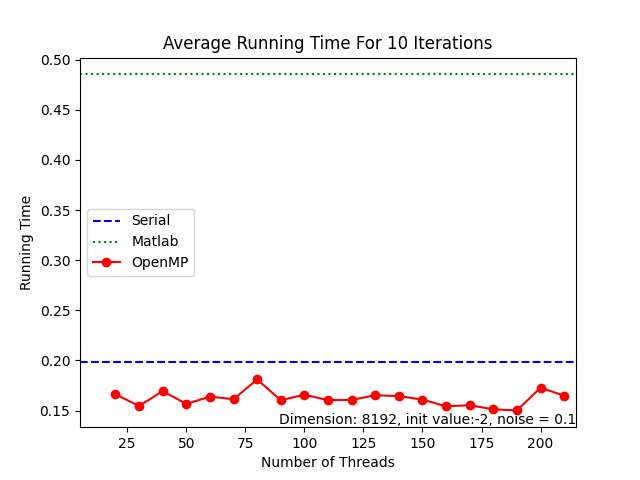 Average Running Time For 10 Iterations
0.50
0.45
0.40
0.35
0.30
0.25
0.20
0.15
Running Time
Serial
Matlab
OpenMP
Dimension: 8192, init value:-2, noise = 0.1
25 50 75 100 125 150 175 200
Number of Threads